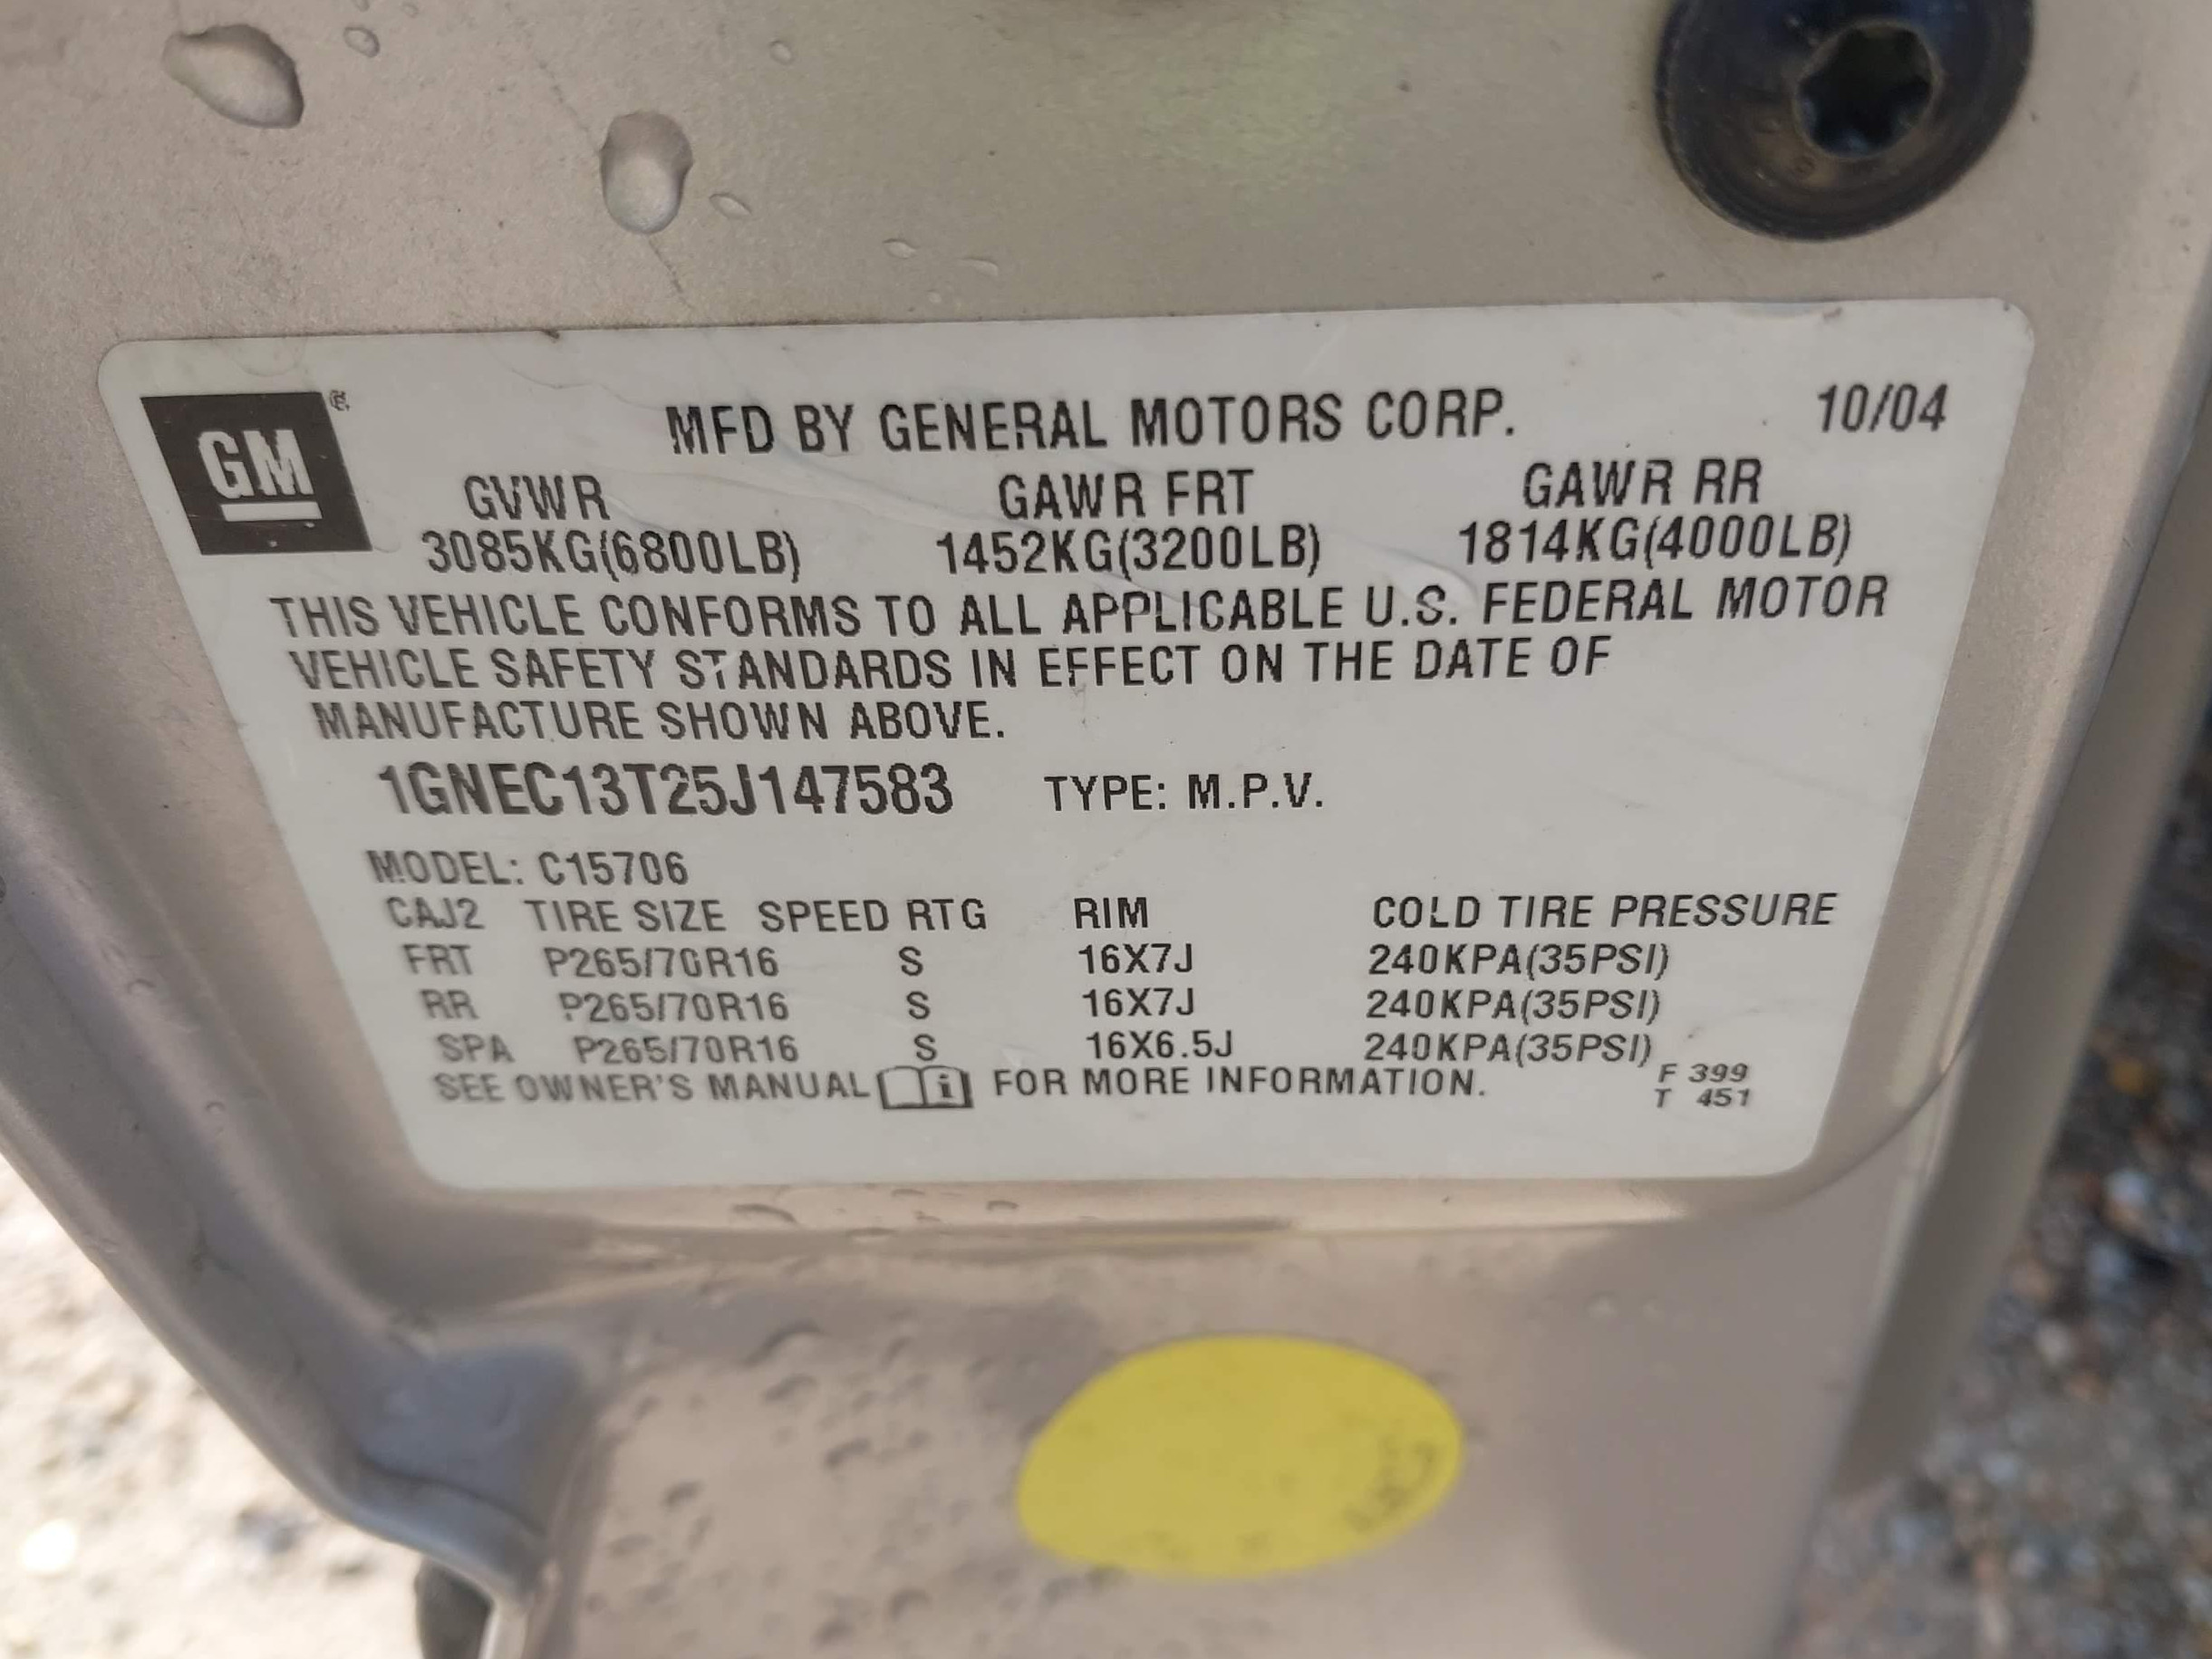 GM ®
MFD BY GENERAL MOTORS CORP. 10/04
GVWR GAWR FRT GAWR RR
3085KG(6800LB) 1452KG(3200LB) 1814KG(4000LB)
THIS VEHICLE CONFORMS TO ALL APPLICABLE U.S. FEDERAL MOTOR
VEHICLE SAFETY STANDARDS IN EFFECT ON THE DATE OF
MANUFACTURE SHOWN ABOVE.
1GNEC13T25J147583 TYPE: M.P.V.
MODEL: C15706
CAJ2 TIRE SIZE SPEED RTG RIM COLD TIRE PRESSURE
FRT P265/70R16 S 16X7J 240KPA(35PSI)
RR P265/70R16 S 16X7J 240KPA(35PSI)
SPA P265/70R16 S 16X6.5J 240KPA(35PSI)
SEE OWNER'S MANUAL i FOR MORE INFORMATION.
F 399
T 451